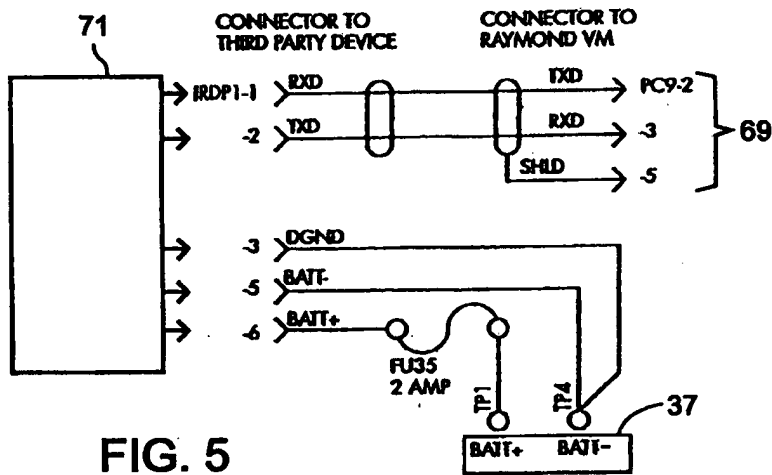 71
CONNECTOR TO
THIRD PARTY DEVICE
CONNECTOR TO
RAYMOND VM
IRDP1-1 RXD TXD PC9-2
-2 TXD RXD -3
SHLD -5
69
-3 DGND
-5 BATT-
-6 BATT+
FU35
2 AMP
TP1
TP4
37
BATT+ BATT-
FIG. 5